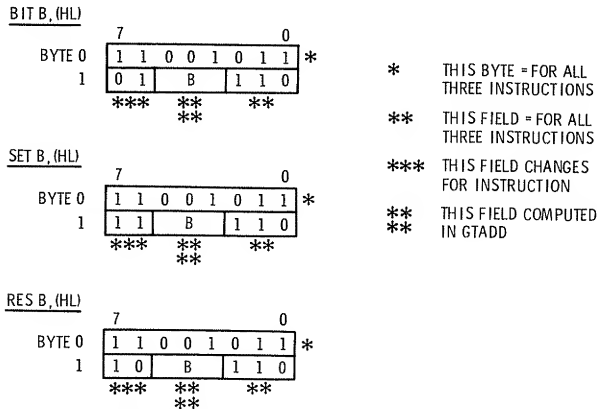 BIT B, (HL)
7 0
BYTE 0 1 1 0 0 1 0 1 1 *
1 0 1 B 1 1 0
*** ** **
**
SET B, (HL)
7 0
BYTE 0 1 1 0 0 1 0 1 1 *
1 1 1 B 1 1 0
*** ** **
**
RES B, (HL)
7 0
BYTE 0 1 1 0 0 1 0 1 1 *
1 1 0 B 1 1 0
*** ** **
**
* THIS BYTE = FOR ALL
THREE INSTRUCTIONS
** THIS FIELD = FOR ALL
THREE INSTRUCTIONS
*** THIS FIELD CHANGES
FOR INSTRUCTION
** THIS FIELD COMPUTED
** IN GTADD